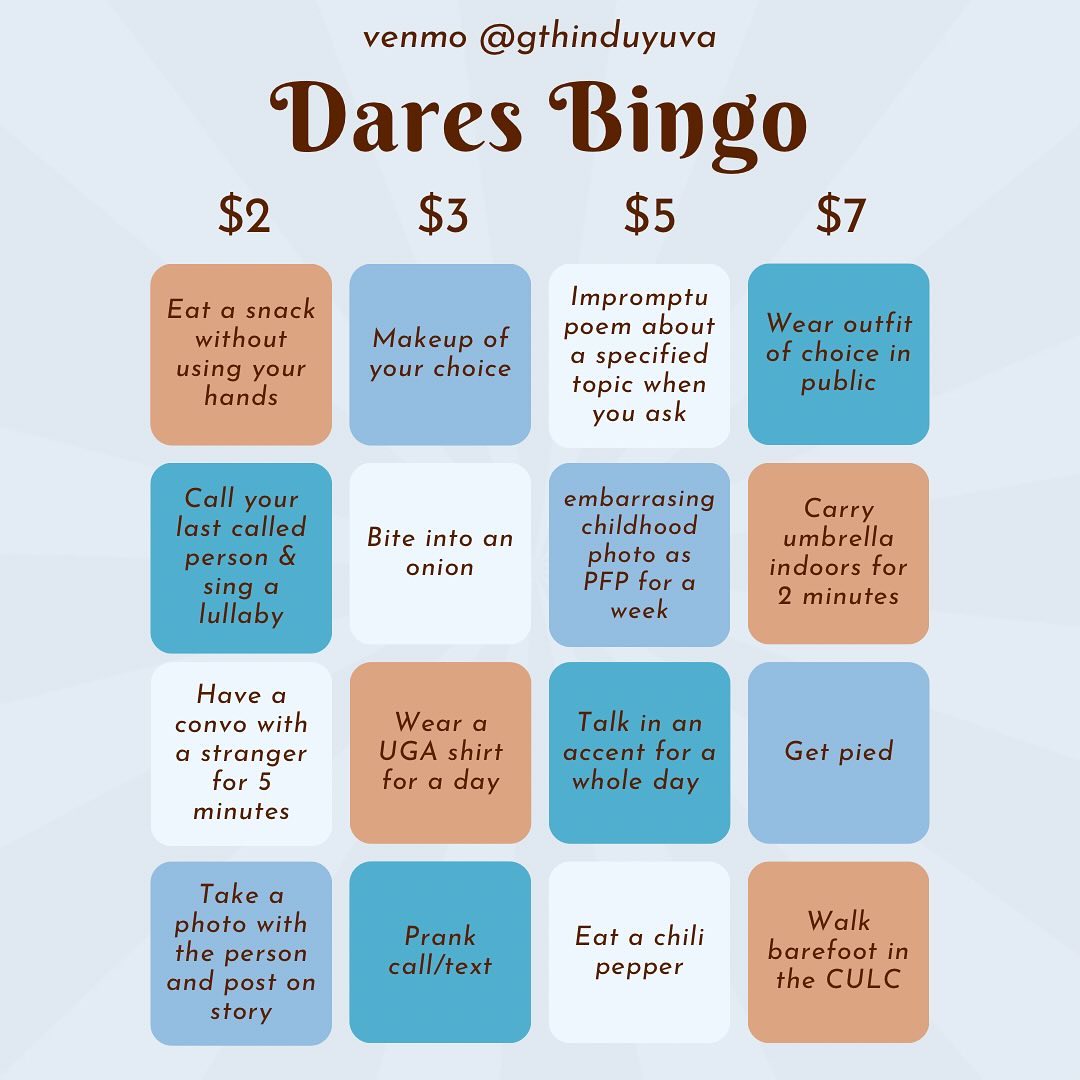 venmo @gthinduyuva
Dares Bingo
$2 $3 $5 $7
Eat a snack
without
using your
hands
Makeup of
your choice
Impromptu
poem about
a specified
topic when
you ask
Wear outfit
of choice in
public
Call your
last called
person &
sing a
lullaby
Bite into an
onion
embarrasing
childhood
photo as
PFP for a
week
Carry
umbrella
indoors for
2 minutes
Have a
convo with
a stranger
for 5
minutes
Wear a
UGA shirt
for a day
Talk in an
accent for a
whole day
Get pied
Take a
photo with
the person
and post on
story
Prank
call/text
Eat a chili
pepper
Walk
barefoot in
the CULC